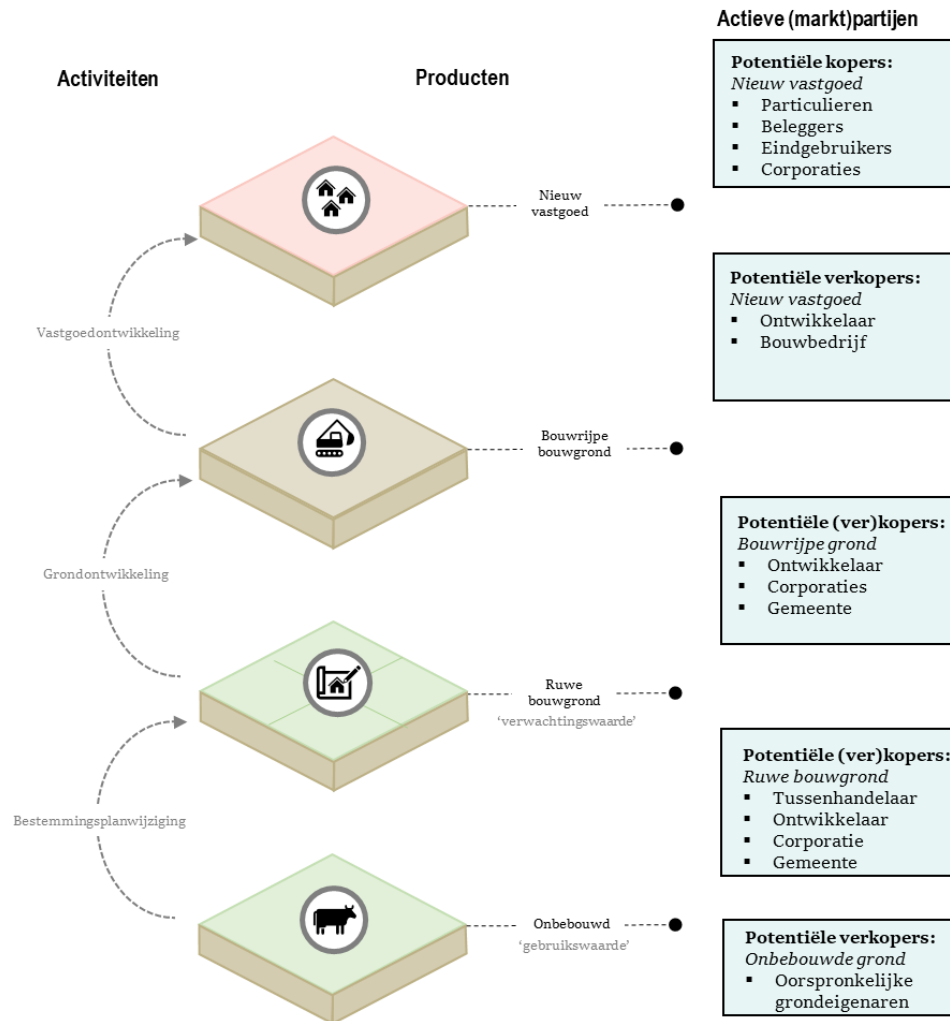 Actieve (markt)partijen
Activiteiten
Producten
Potentiële kopers:
Nieuw vastgoed
▪ Particulieren
▪ Beleggers
▪ Eindgebruikers
▪ Corporaties
Nieuw
vastgoed
Potentiële verkopers:
Nieuw vastgoed
▪ Ontwikkelaar
▪ Bouwbedrijf
Vastgoedontwikkeling
Bouwrijpe
bouwgrond
Potentiële (ver)kopers:
Bouwrijpe grond
▪ Ontwikkelaar
▪ Corporaties
▪ Gemeente
Grondontwikkeling
Ruwe
bouwgrond
‘verwachtingswaarde’
Potentiële (ver)kopers:
Ruwe bouwgrond
▪ Tussenhandelaar
▪ Ontwikkelaar
▪ Corporatie
▪ Gemeente
Bestemmingsplanwijziging
Onbebouwd
‘gebruikswaarde’
Potentiële verkopers:
Onbebouwde grond
▪ Oorspronkelijke
grondeigenaren